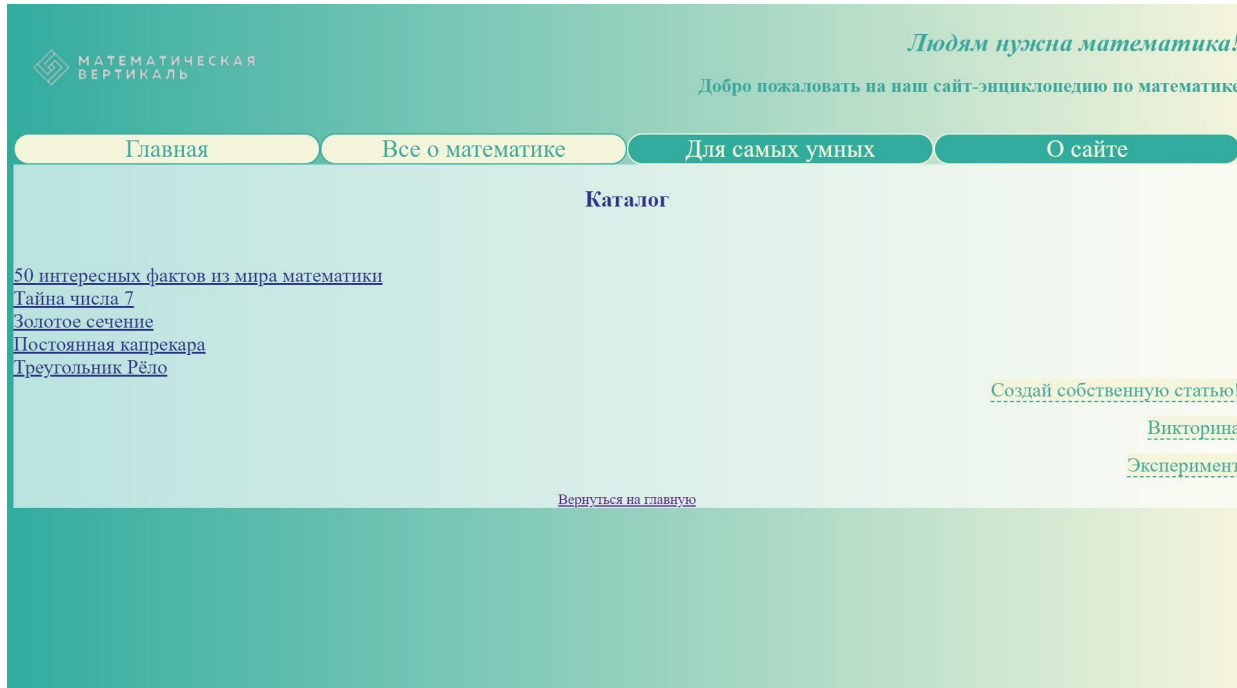 Людям нужна математика!
МАТЕМАТИЧЕСКАЯ
ВЕРТИКАЛЬ
Добро пожаловать на наш сайт-энциклопедию по математике
Главная Все о математике Для самых умных О сайте
Каталог
50 интересных фактов из мира математики
Тайна числа 7
Золотое сечение
Постоянная капрекара
Треугольник Рёло
Создай собственную статью!
Викторина
Эксперимент
Вернуться на главную